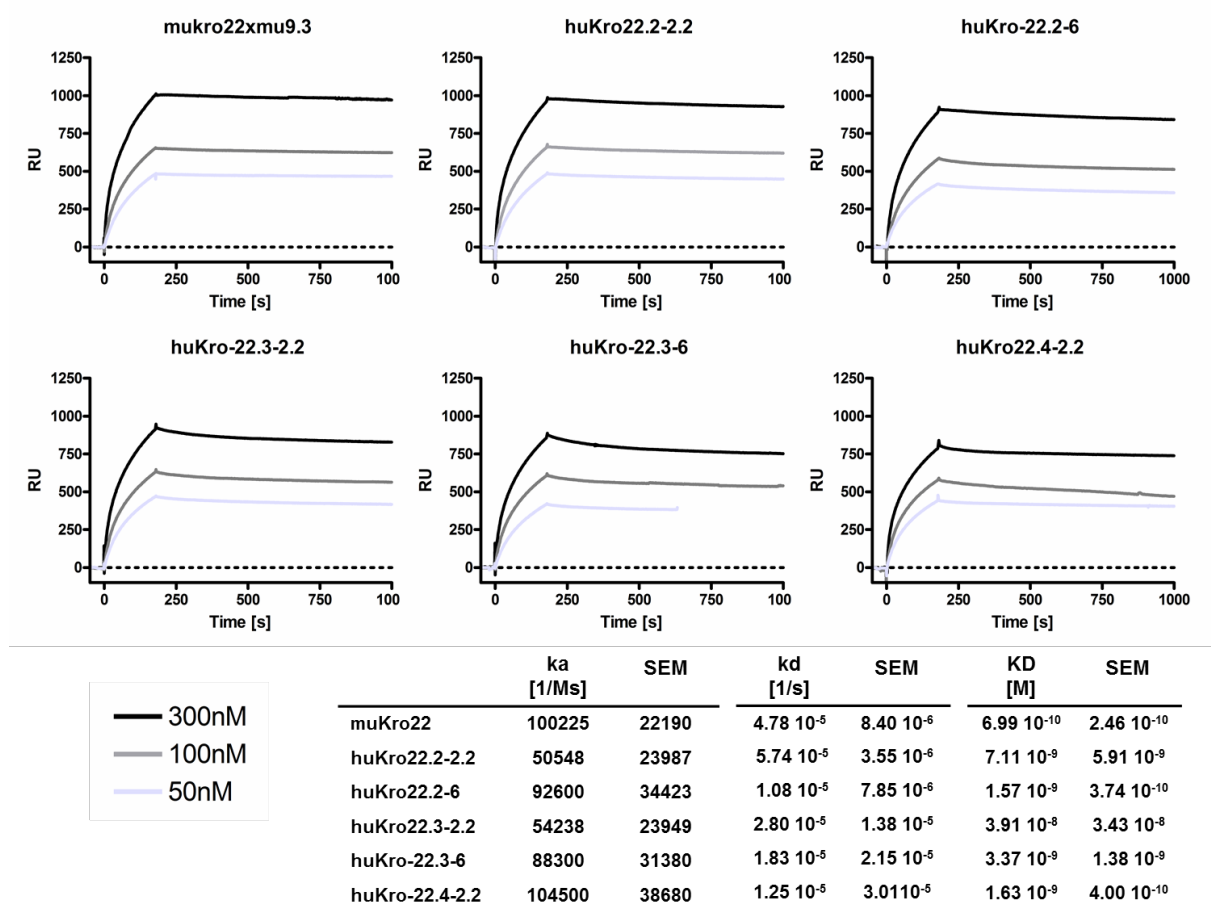 mukro22xmu9.3
huKro22.2-2.2
huKro-22.2-6
1250
1000
750
500
250
0
RU
0 250 500 750 100
Time [s]
1250
1000
750
500
250
0
RU
0 250 500 750 100
Time [s]
1250
1000
750
500
250
0
RU
0 250 500 750 1000
Time [s]
huKro-22.3-2.2
huKro-22.3-6
huKro22.4-2.2
1250
1000
750
500
250
0
RU
0 250 500 750 100
Time [s]
1250
1000
750
500
250
0
RU
0 250 500 750 100
Time [s]
1250
1000
750
500
250
0
RU
0 250 500 750 1000
Time [s]
300nM
100nM
50nM
ka SEM kd SEM KD SEM
[1/Ms] [1/s] [M]
muKro22 100225 22190 4.78 10⁻⁵ 8.40 10⁻⁶ 6.99 10⁻¹⁰ 2.46 10⁻¹⁰
huKro22.2-2.2 50548 23987 5.74 10⁻⁵ 3.55 10⁻⁶ 7.11 10⁻⁹ 5.91 10⁻⁹
huKro22.2-6 92600 34423 1.08 10⁻⁵ 7.85 10⁻⁶ 1.57 10⁻⁹ 3.74 10⁻¹⁰
huKro22.3-2.2 54238 23949 2.80 10⁻⁵ 1.38 10⁻⁵ 3.91 10⁻⁸ 3.43 10⁻⁸
huKro-22.3-6 88300 31380 1.83 10⁻⁵ 2.15 10⁻⁵ 3.37 10⁻⁹ 1.38 10⁻⁹
huKro-22.4-2.2 104500 38680 1.25 10⁻⁵ 3.0110⁻⁵ 1.63 10⁻⁹ 4.00 10⁻¹⁰